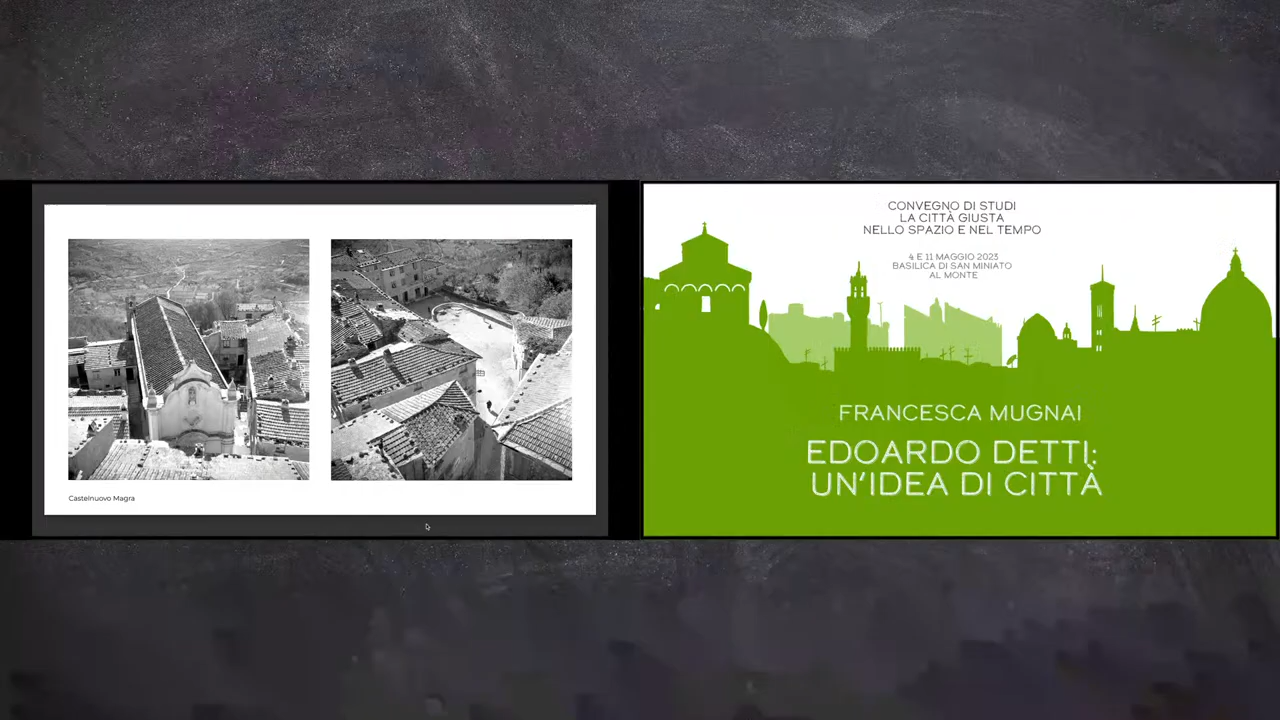 Castelnuovo Magra
CONVEGNO DI STUDI
LA CITTÀ GIUSTA
NELLO SPAZIO E NEL TEMPO
4 E 11 MAGGIO 2023
BASILICA DI SAN MINIATO
AL MONTE
FRANCESCA MUGNAI
EDOARDO DETTI:
UN'IDEA DI CITTÀ